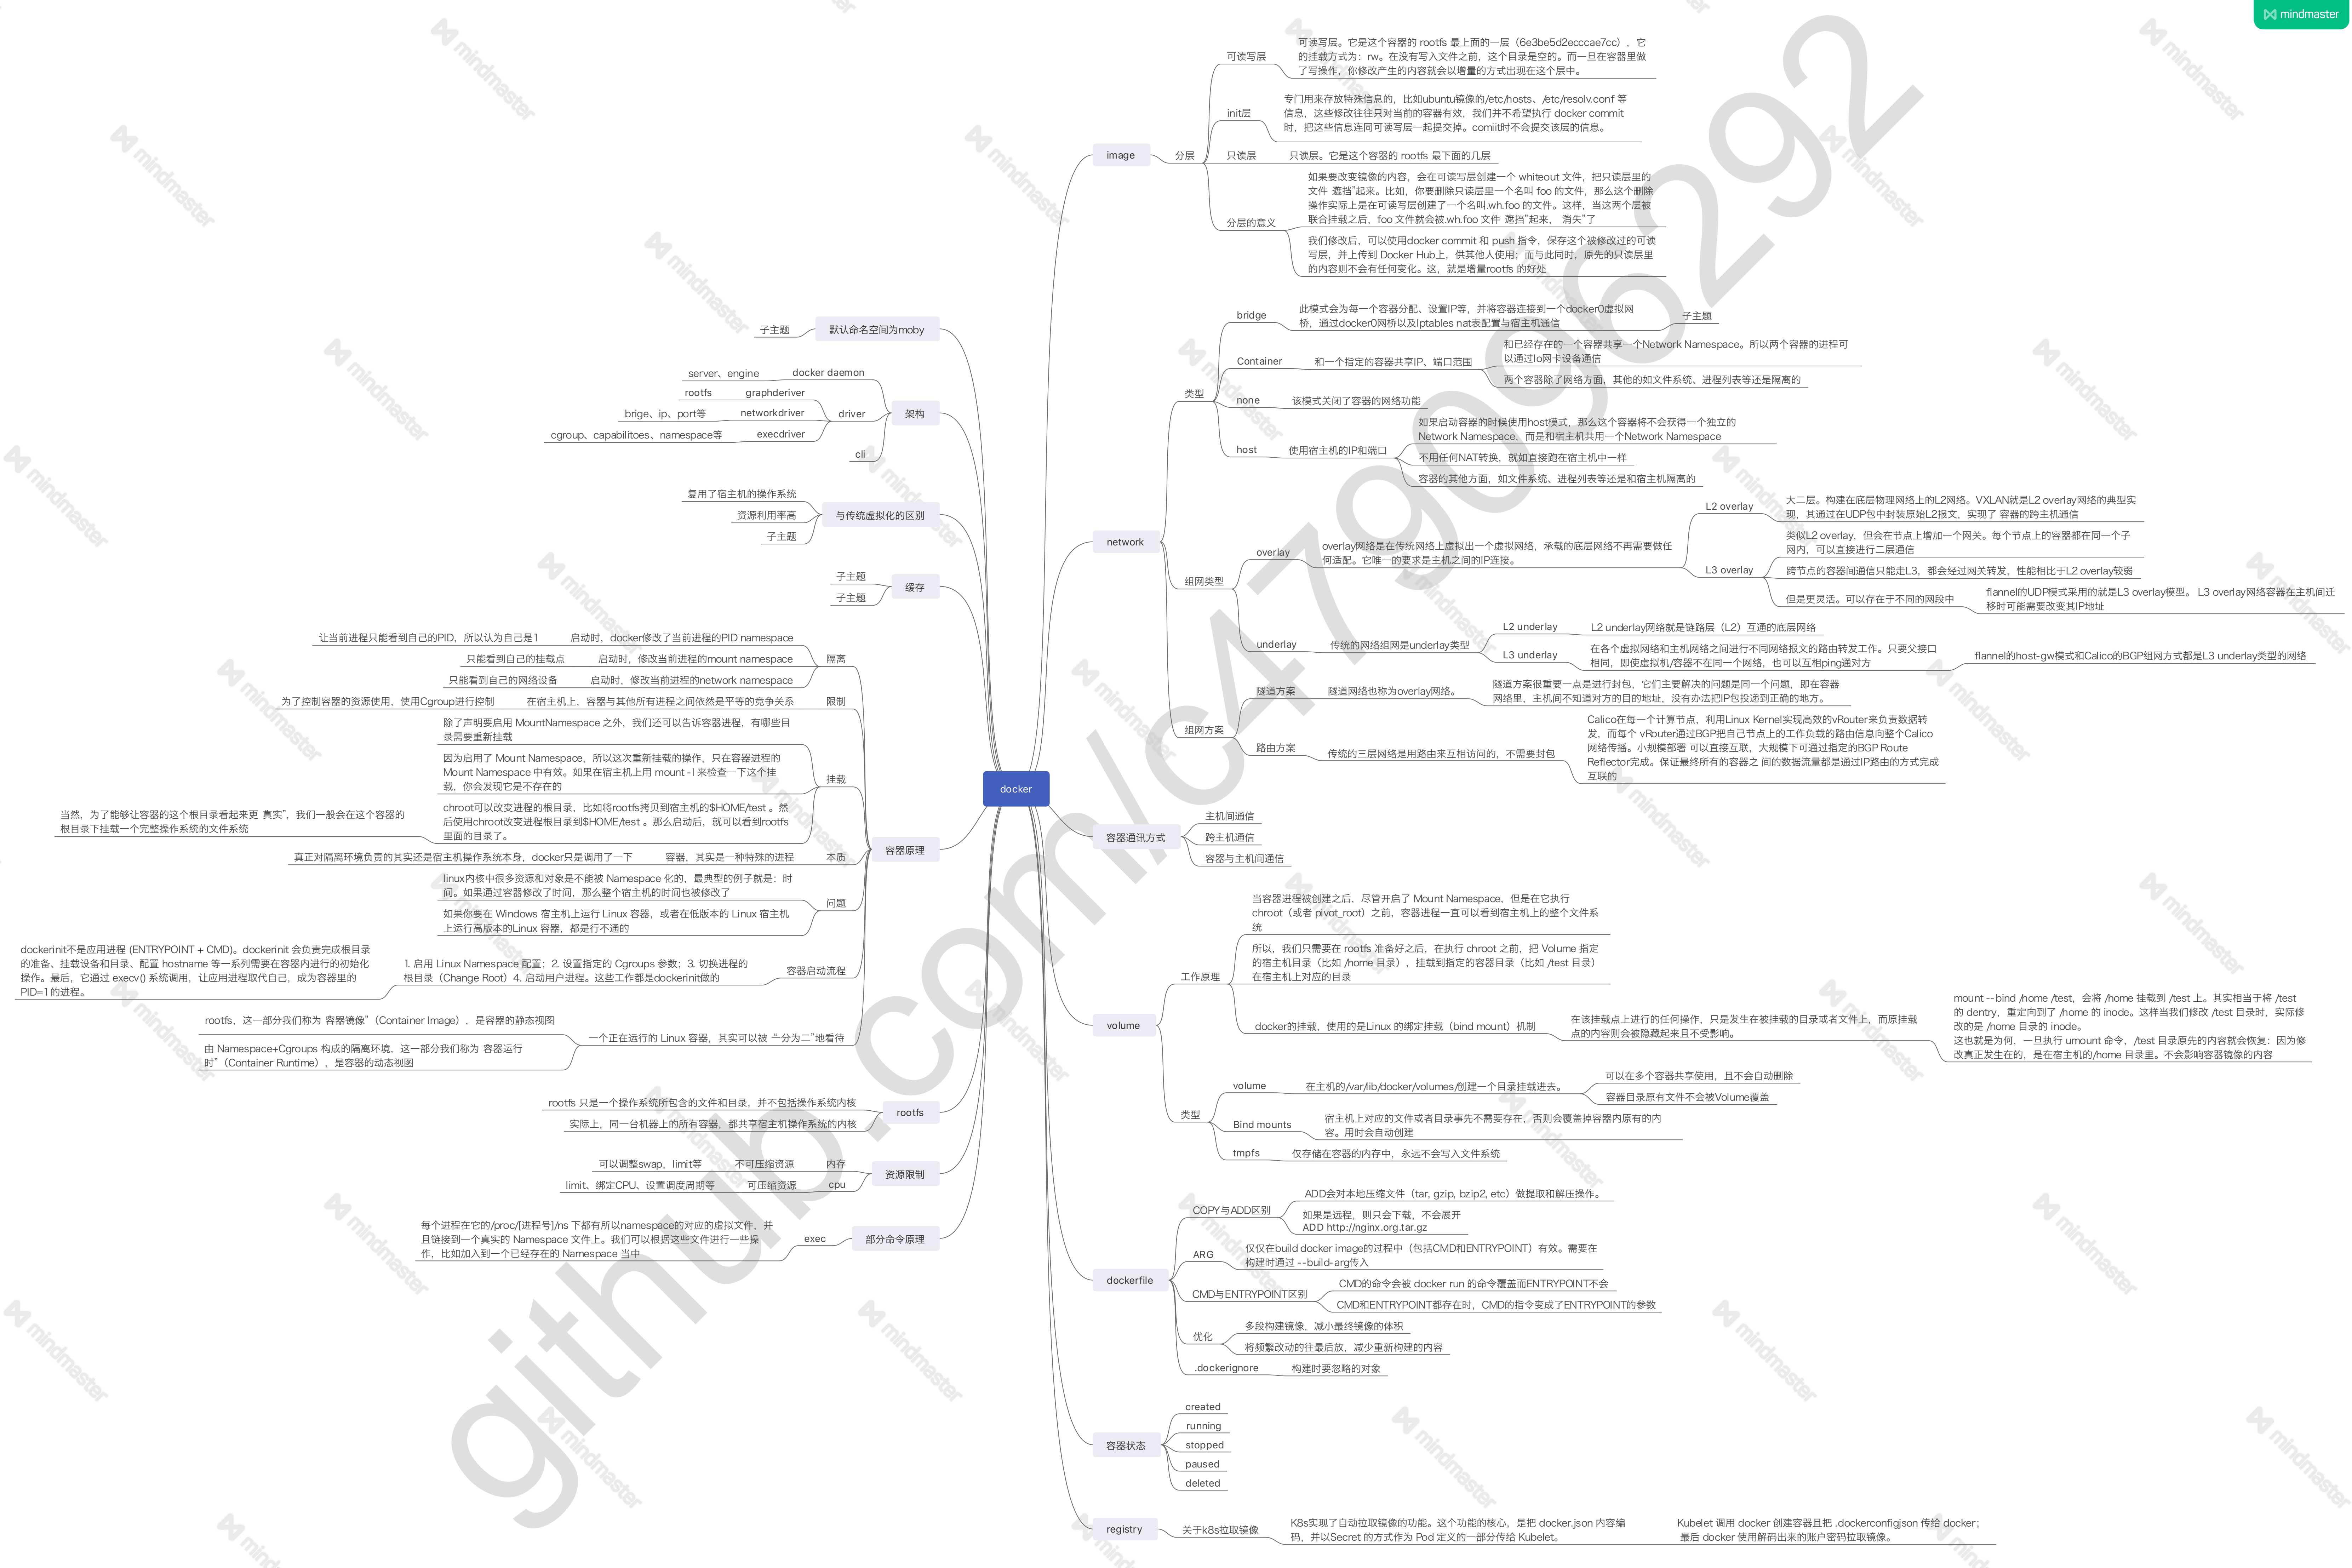 mindmaster
docker
image
分层
可读写层
可读写层。它是这个容器的 rootfs 最上面的一层（6e3be5d2ecccae7cc），它
的挂载方式为：rw。在没有写入文件之前，这个目录是空的。而一旦在容器里做
了写操作，你修改产生的内容就会以增量的方式出现在这个层中。
init层
专门用来存放特殊信息的，比如ubuntu镜像的/etc/hosts、/etc/resolv.conf 等
信息，这些修改往往只对当前的容器有效，我们并不希望执行 docker commit
时，把这些信息连同可读写层一起提交掉。comiit时不会提交该层的信息。
只读层
只读层。它是这个容器的 rootfs 最下面的几层
分层的意义
如果要改变镜像的内容，会在可读写层创建一个 whiteout 文件，把只读层里的
文件“遮挡”起来。比如，你要删除只读层里一个名叫 foo 的文件，那么这个删除
操作实际上是在可读写层创建了一个名叫.wh.foo 的文件。这样，当这两个层被
联合挂载之后，foo 文件就会被.wh.foo 文件“遮挡”起来，“消失”了
我们修改后，可以使用docker commit 和 push 指令，保存这个被修改过的可读
写层，并上传到 Docker Hub上，供其他人使用；而与此同时，原先的只读层里
的内容则不会有任何变化。这，就是增量rootfs 的好处
network
类型
bridge
此模式会为每一个容器分配、设置IP等，并将容器连接到一个docker0虚拟网
桥，通过docker0网桥以及Iptables nat表配置与宿主机通信
子主题
Container
和一个指定的容器共享IP、端口范围
和已经存在的一个容器共享一个Network Namespace。所以两个容器的进程可
以通过lo网卡设备通信
两个容器除了网络方面，其他的如文件系统、进程列表等还是隔离的
none
该模式关闭了容器的网络功能
host
使用宿主机的IP和端口
如果启动容器的时候使用host模式，那么这个容器将不会获得一个独立的
Network Namespace，而是和宿主机共用一个Network Namespace
不用任何NAT转换，就如直接跑在宿主机中一样
容器的其他方面，如文件系统、进程列表等还是和宿主机隔离的
组网类型
overlay
overlay网络是在传统网络上虚拟出一个虚拟网络，承载的底层网络不再需要做任
何适配。它唯一的要求是主机之间的IP连接。
L2 overlay
大二层。构建在底层物理网络上的L2网络。VXLAN就是L2 overlay网络的典型实
现，其通过在UDP包中封装原始L2报文，实现了 容器的跨主机通信
L3 overlay
类似L2 overlay，但会在节点上增加一个网关。每个节点上的容器都在同一个子
网内，可以直接进行二层通信
跨节点的容器间通信只能走L3，都会经过网关转发，性能相比于L2 overlay较弱
但是更灵活。可以存在于不同的网段中
flannel的UDP模式采用的就是L3 overlay模型。 L3 overlay网络容器在主机间迁
移时可能需要改变其IP地址
underlay
传统的网络组网是underlay类型
L2 underlay
L2 underlay网络就是链路层（L2）互通的底层网络
L3 underlay
在各个虚拟网络和主机网络之间进行不同网络报文的路由转发工作。只要父接口
相同，即使虚拟机/容器不在同一个网络，也可以互相ping通对方
flannel的host-gw模式和Calico的BGP组网方式都是L3 underlay类型的网络
组网方案
隧道方案
隧道网络也称为overlay网络。
隧道方案很重要一点是进行封包，它们主要解决的问题是同一个问题，即在容器
网络里，主机间不知道对方的目的地址，没有办法把IP包投递到正确的地方。
路由方案
传统的三层网络是用路由来互相访问的，不需要封包
Calico在每一个计算节点，利用Linux Kernel实现高效的vRouter来负责数据转
发，而每个 vRouter通过BGP把自己节点上的工作负载的路由信息向整个Calico
网络传播。小规模部署 可以直接互联，大规模下可通过指定的BGP Route
Reflector完成。保证最终所有的容器之 间的数据流量都是通过IP路由的方式完成
互联的
容器通讯方式
主机间通信
跨主机通信
容器与主机间通信
volume
工作原理
当容器进程被创建之后，尽管开启了 Mount Namespace，但是在它执行
chroot（或者 pivot_root）之前，容器进程一直可以看到宿主机上的整个文件系
统
所以，我们只需要在 rootfs 准备好之后，在执行 chroot 之前，把 Volume 指定
的宿主机目录（比如 /home 目录），挂载到指定的容器目录（比如 /test 目录）
在宿主机上对应的目录
docker的挂载，使用的是Linux 的绑定挂载（bind mount）机制
在该挂载点上进行的任何操作，只是发生在被挂载的目录或者文件上，而原挂载
点的内容则会被隐藏起来且不受影响。
mount --bind /home /test，会将 /home 挂载到 /test 上。其实相当于将 /test
的 dentry，重定向到了 /home 的 inode。这样当我们修改 /test 目录时，实际修
改的是 /home 目录的 inode。
这也就是为何，一旦执行 umount 命令，/test 目录原先的内容就会恢复：因为修
改真正发生在的，是在宿主机的/home 目录里。不会影响容器镜像的内容
类型
volume
在主机的/var/lib/docker/volumes/创建一个目录挂载进去。
可以在多个容器共享使用，且不会自动删除
容器目录原有文件不会被Volume覆盖
Bind mounts
宿主机上对应的文件或者目录事先不需要存在，否则会覆盖掉容器内原有的内
容。用时会自动创建
tmpfs
仅存储在容器的内存中，永远不会写入文件系统
dockerfile
COPY与ADD区别
ADD会对本地压缩文件（tar, gzip, bzip2, etc）做提取和解压操作。
如果是远程，则只会下载，不会展开
ADD http://nginx.org.tar.gz
ARG
仅仅在build docker image的过程中（包括CMD和ENTRYPOINT）有效。需要在
构建时通过 --build-arg传入
CMD与ENTRYPOINT区别
CMD的命令会被 docker run 的命令覆盖而ENTRYPOINT不会
CMD和ENTRYPOINT都存在时，CMD的指令变成了ENTRYPOINT的参数
优化
多段构建镜像，减小最终镜像的体积
将频繁改动的往最后放，减少重新构建的内容
.dockerignore
构建时要忽略的对象
容器状态
created
running
stopped
paused
deleted
registry
关于k8s拉取镜像
K8s实现了自动拉取镜像的功能。这个功能的核心，是把 docker.json 内容编
码，并以Secret 的方式作为 Pod 定义的一部分传给 Kubelet。
Kubelet 调用 docker 创建容器且把 .dockerconfigjson 传给 docker；
最后 docker 使用解码出来的账户密码拉取镜像。
默认命名空间为moby
子主题
架构
docker daemon
server、engine
driver
graphderiver
rootfs
networkdriver
brige、ip、port等
execdriver
cgroup、capabilitoes、namespace等
cli
与传统虚拟化的区别
复用了宿主机的操作系统
资源利用率高
子主题
缓存
子主题
子主题
容器原理
隔离
启动时，docker修改了当前进程的PID namespace
让当前进程只能看到自己的PID，所以认为自己是1
启动时，修改当前进程的mount namespace
只能看到自己的挂载点
启动时，修改当前进程的network namespace
只能看到自己的网络设备
限制
在宿主机上，容器与其他所有进程之间依然是平等的竞争关系
为了控制容器的资源使用，使用Cgroup进行控制
挂载
除了声明要启用 MountNamespace 之外，我们还可以告诉容器进程，有哪些目
录需要重新挂载
因为启用了 Mount Namespace，所以这次重新挂载的操作，只在容器进程的
Mount Namespace 中有效。如果在宿主机上用 mount -l 来检查一下这个挂
载，你会发现它是不存在的
chroot可以改变进程的根目录，比如将rootfs拷贝到宿主机的$HOME/test 。然
后使用chroot改变进程根目录到$HOME/test 。那么启动后，就可以看到rootfs
里面的目录了。
当然，为了能够让容器的这个根目录看起来更“真实”，我们一般会在这个容器的
根目录下挂载一个完整操作系统的文件系统
本质
容器，其实是一种特殊的进程
真正对隔离环境负责的其实还是宿主机操作系统本身，docker只是调用了一下
问题
linux内核中很多资源和对象是不能被 Namespace 化的，最典型的例子就是：时
间。如果通过容器修改了时间，那么整个宿主机的时间也被修改了
如果你要在 Windows 宿主机上运行 Linux 容器，或者在低版本的 Linux 宿主机
上运行高版本的Linux 容器，都是行不通的
容器启动流程
1. 启用 Linux Namespace 配置；2. 设置指定的 Cgroups 参数；3. 切换进程的
根目录（Change Root）4. 启动用户进程。这些工作都是dockerinit做的
dockerinit不是应用进程 (ENTRYPOINT + CMD)。dockerinit 会负责完成根目录
的准备、挂载设备和目录、配置 hostname 等一系列需要在容器内进行的初始化
操作。最后，它通过 execv() 系统调用，让应用进程取代自己，成为容器里的
PID=1 的进程。
一个正在运行的 Linux 容器，其实可以被“一分为二”地看待
rootfs，这一部分我们称为“容器镜像”（Container Image），是容器的静态视图
由 Namespace+Cgroups 构成的隔离环境，这一部分我们称为“容器运行
时”（Container Runtime），是容器的动态视图
rootfs
rootfs 只是一个操作系统所包含的文件和目录，并不包括操作系统内核
实际上，同一台机器上的所有容器，都共享宿主机操作系统的内核
资源限制
内存
不可压缩资源
可以调整swap，limit等
cpu
可压缩资源
limit、绑定CPU、设置调度周期等
部分命令原理
exec
每个进程在它的/proc/[进程号]/ns 下都有所以namespace的对应的虚拟文件，并
且链接到一个真实的 Namespace 文件上。我们可以根据这些文件进行一些操
作，比如加入到一个已经存在的 Namespace 当中
github.com/c479096292